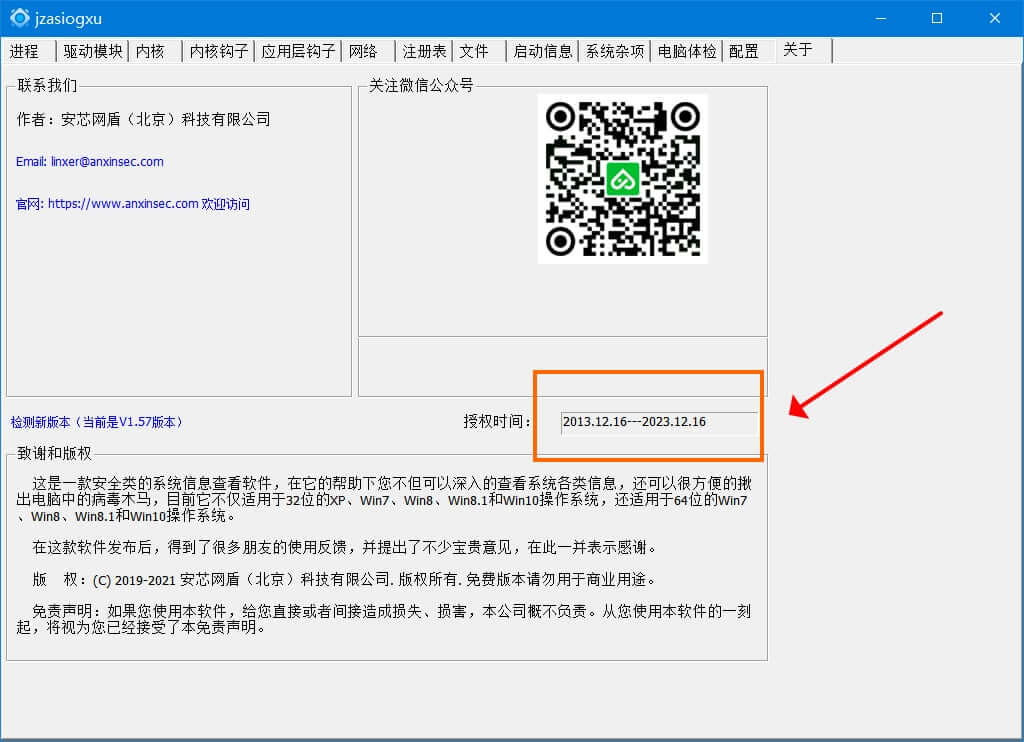 jzasiogxu
进程 驱动模块 内核 内核钩子 应用层钩子 网络 注册表 文件 启动信息 系统杂项 电脑体检 配置 关于
联系我们
作者：安芯网盾（北京）科技有限公司
Email: linxer@anxinsec.com
官网: https://www.anxinsec.com 欢迎访问
关注微信公众号
检测新版本（当前是V1.57版本）
授权时间： 2013.12.16---2023.12.16
致谢和版权
这是一款安全类的系统信息查看软件，在它的帮助下您不但可以深入的查看系统各类信息，还可以很方便的揪
出电脑中的病毒木马，目前它不仅适用于32位的XP、Win7、Win8、Win8.1和Win10操作系统，还适用于64位的Win7
、Win8、Win8.1和Win10操作系统。
在这款软件发布后，得到了很多朋友的使用反馈，并提出了不少宝贵意见，在此一并表示感谢。
版 权：(C) 2019-2021 安芯网盾（北京）科技有限公司. 版权所有. 免费版本请勿用于商业用途。
免责声明：如果您使用本软件，给您直接或者间接造成损失、损害，本公司概不负责。从您使用本软件的一刻
起，将视为您已经接受了本免责声明。